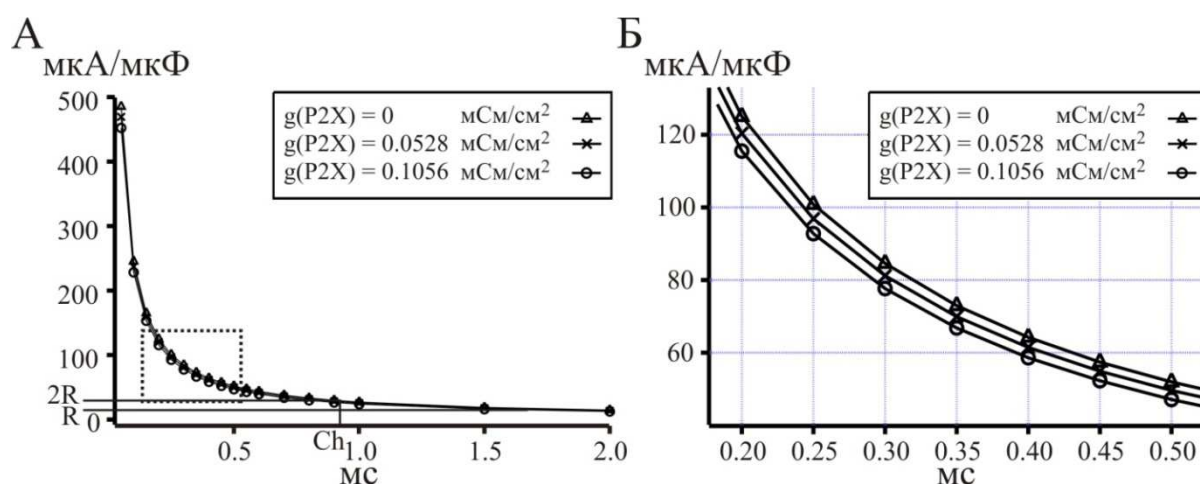 А
мкА/мкФ
500
400
300
200
100
2R
R
0
g(P2X) = 0 мСм/см²
g(P2X) = 0.0528 мСм/см²
g(P2X) = 0.1056 мСм/см²
Ch
0.5
1.0
1.5
2.0
мс
Б
мкА/мкФ
120
100
80
60
g(P2X) = 0 мСм/см²
g(P2X) = 0.0528 мСм/см²
g(P2X) = 0.1056 мСм/см²
0.20
0.25
0.30
0.35
0.40
0.45
0.50
мс